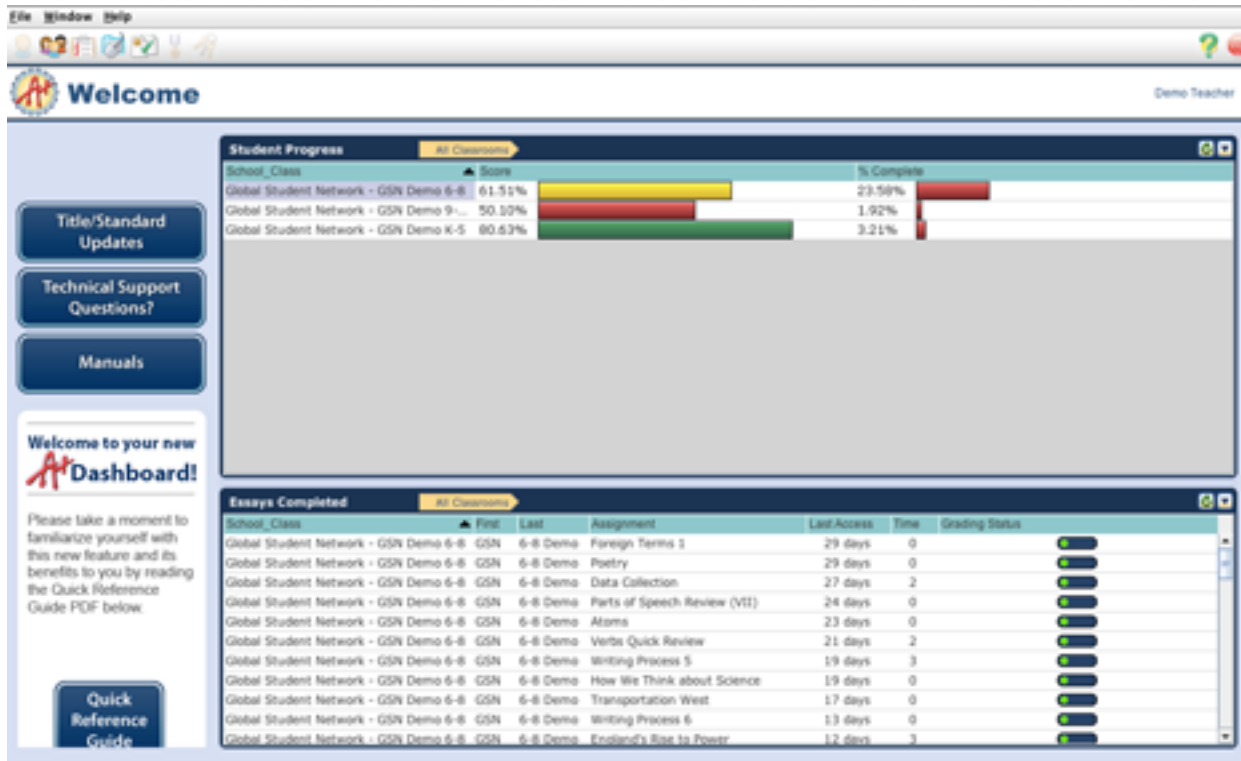 File Window Help
A+ Welcome
Demo Teacher
Title/Standard
Updates
Technical Support
Questions?
Manuals
Welcome to your new
A+ Dashboard!
Please take a moment to
familiarize yourself with
this new feature and its
benefits to you by reading
the Quick Reference
Guide PDF below.
Quick
Reference
Guide
Student Progress All Classrooms
School_Class Score % Complete
Global Student Network - GSN Demo 6-8 61.51% 23.58%
Global Student Network - GSN Demo 9-... 50.10% 1.92%
Global Student Network - GSN Demo K-5 80.63% 3.21%
Essays Completed All Classrooms
School_Class First Last Assignment Last Access Time Grading Status
Global Student Network - GSN Demo 6-8 GSN 6-8 Demo Foreign Terms 1 29 days 0
Global Student Network - GSN Demo 6-8 GSN 6-8 Demo Poetry 29 days 0
Global Student Network - GSN Demo 6-8 GSN 6-8 Demo Data Collection 27 days 2
Global Student Network - GSN Demo 6-8 GSN 6-8 Demo Parts of Speech Review (VII) 24 days 0
Global Student Network - GSN Demo 6-8 GSN 6-8 Demo Atoms 23 days 0
Global Student Network - GSN Demo 6-8 GSN 6-8 Demo Verbs Quick Review 21 days 2
Global Student Network - GSN Demo 6-8 GSN 6-8 Demo Writing Process 5 19 days 3
Global Student Network - GSN Demo 6-8 GSN 6-8 Demo How We Think about Science 19 days 0
Global Student Network - GSN Demo 6-8 GSN 6-8 Demo Transportation West 17 days 0
Global Student Network - GSN Demo 6-8 GSN 6-8 Demo Writing Process 6 13 days 0
Global Student Network - GSN Demo 6-8 GSN 6-8 Demo England's Rise to Power 12 days 3